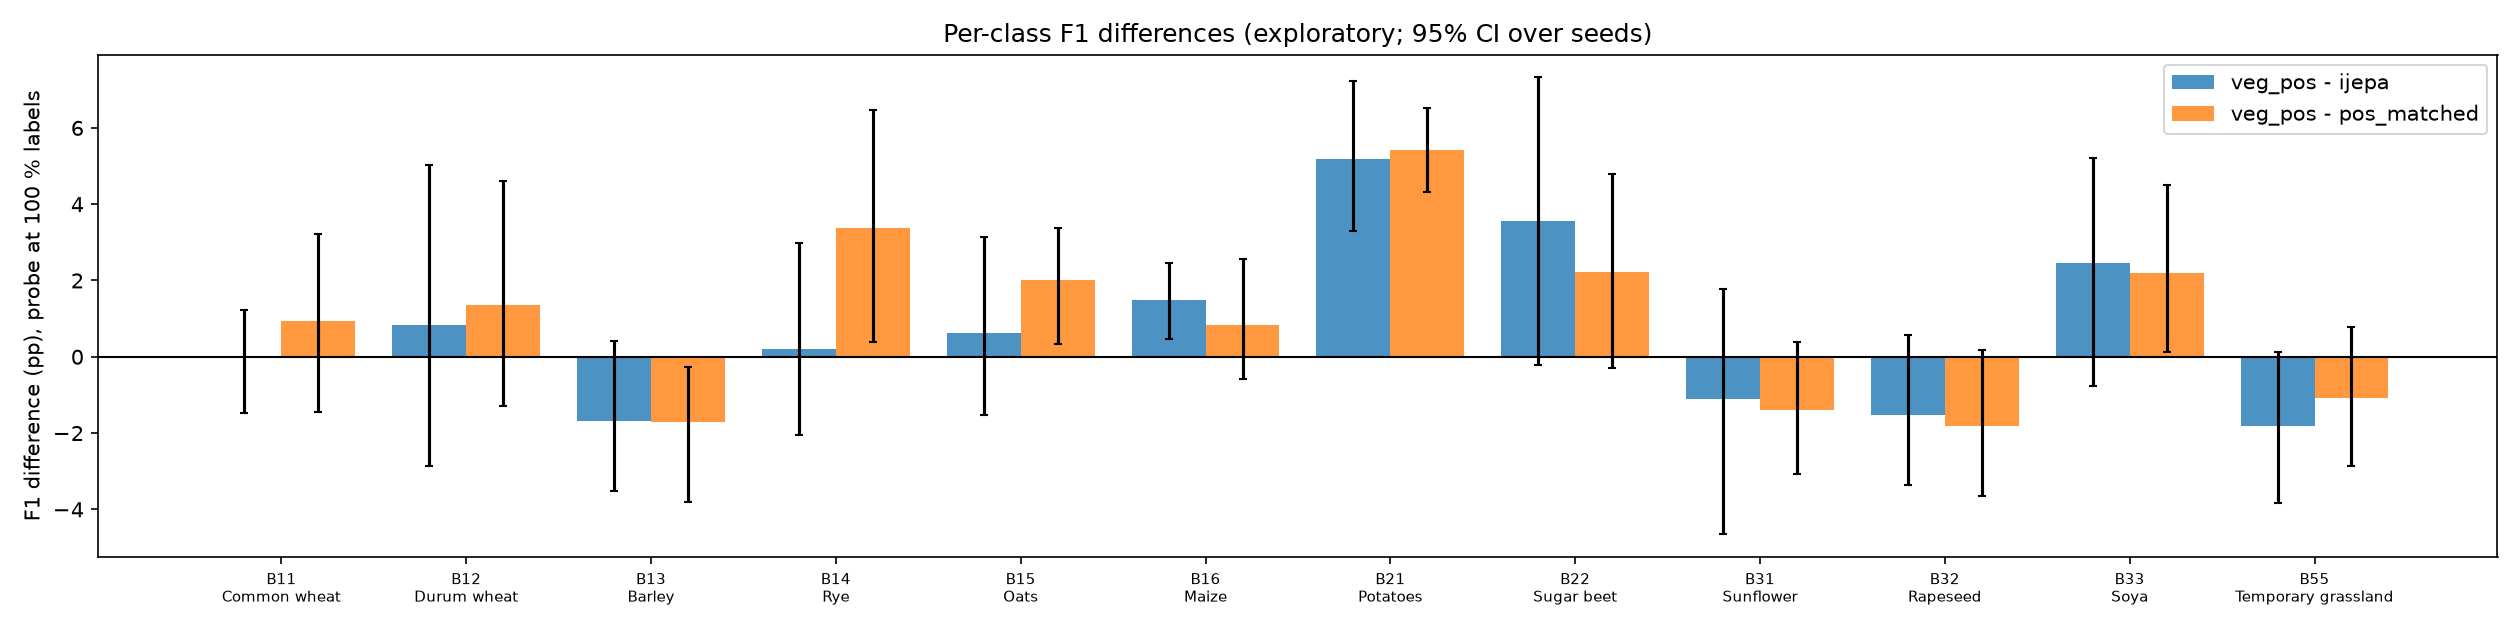 Per-class F1 differences (exploratory; 95% CI over seeds)
veg_pos - ijepa
veg_pos - pos_matched
F1 difference (pp), probe at 100 % labels
6
4
2
0
−2
−4
B11 B12 B13 B14 B15 B16 B21 B22 B31 B32 B33 B55
Common wheat Durum wheat Barley Rye Oats Maize Potatoes Sugar beet Sunflower Rapeseed Soya Temporary grassland